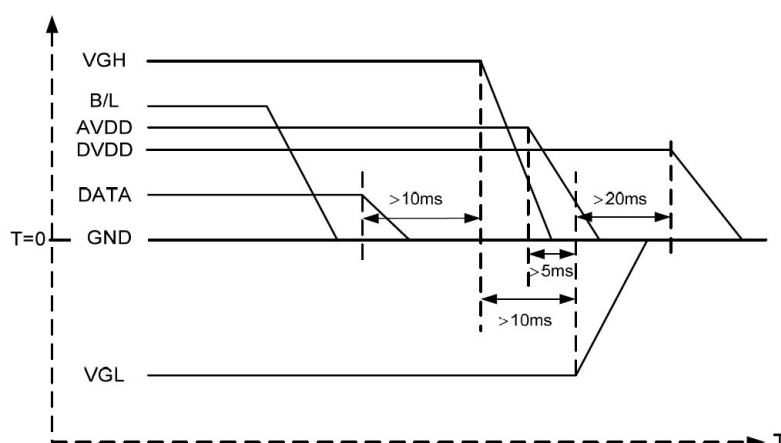 VGH
B/L
AVDD
DVDD
DATA
>10ms
>20ms
T=0
GND
>5ms
>10ms
VGL
T